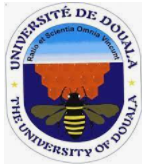 UNIVERSITÉ DE DOUALA
Ratio et Scientia Omnia Vincunt
THE UNIVERSITY OF DOUALA